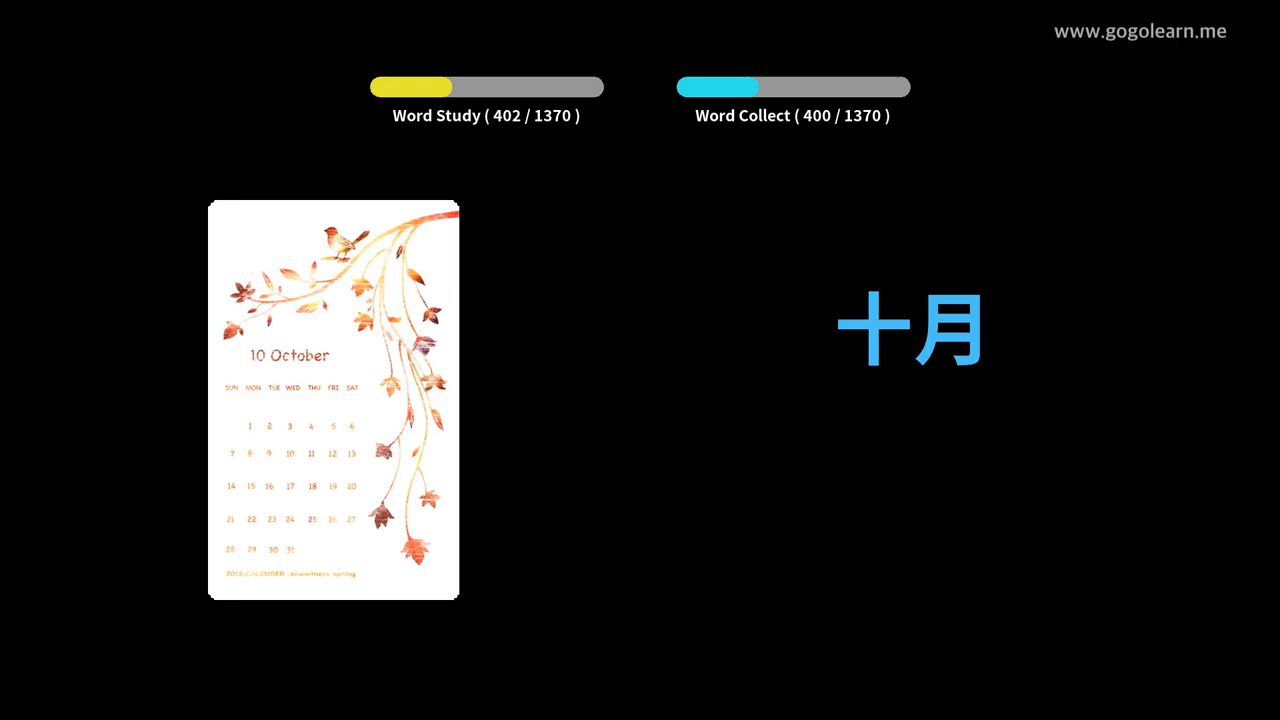 www.gogolearn.me
Word Study ( 402 / 1370 )
Word Collect ( 400 / 1370 )
十月
10 October
SUN MON TUE WED THU FRI SAT
1 2 3 4 5 6
7 8 9 10 11 12 13
14 15 16 17 18 19 20
21 22 23 24 25 26 27
28 29 30 31
2012.CALENDER